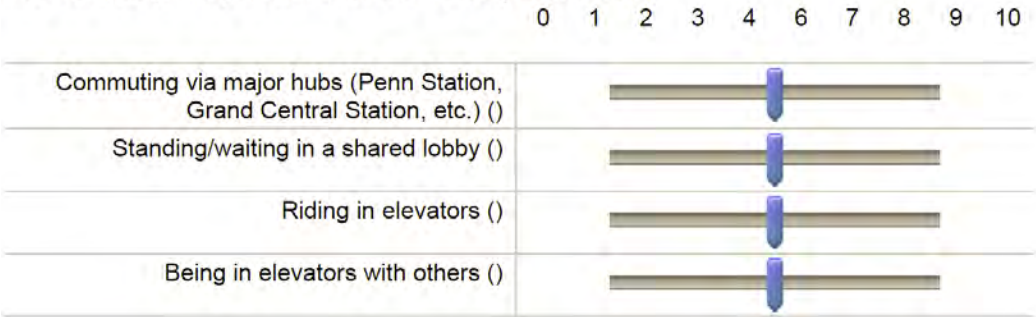 0 1 2 3 4 5 6 7 8 9 10
Commuting via major hubs (Penn Station,
Grand Central Station, etc.) ()
Standing/waiting in a shared lobby ()
Riding in elevators ()
Being in elevators with others ()